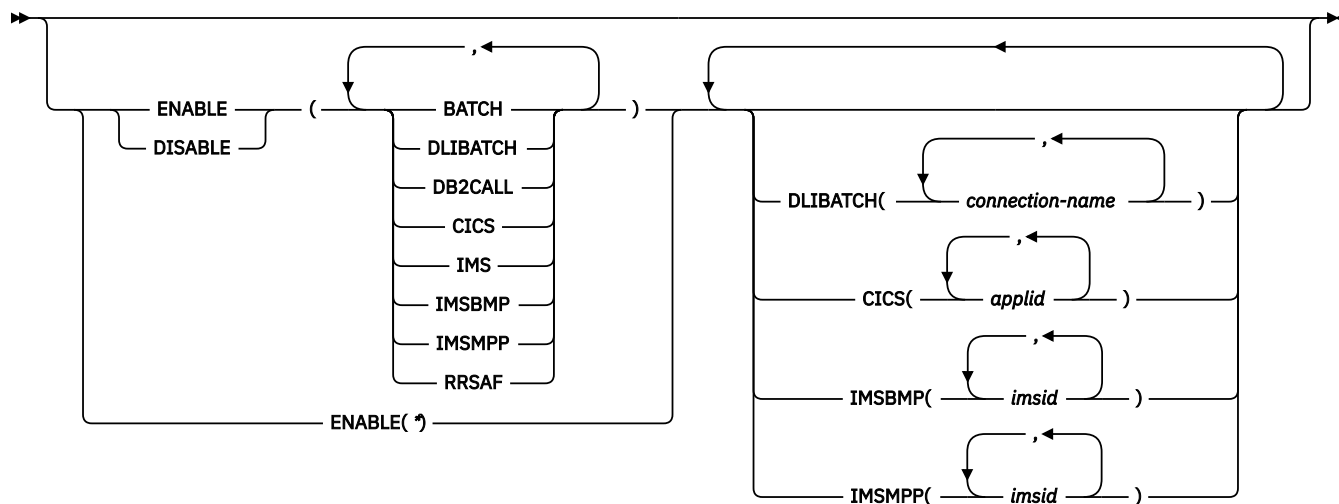 ,
ENABLE ( BATCH )
DISABLE
DLIBATCH
DB2CALL
CICS
IMS
IMSBMP
IMSMPP
RRSAF
ENABLE( *)
,
DLIBATCH( connection-name )
,
CICS( applid )
,
IMSBMP( imsid )
,
IMSMPP( imsid )